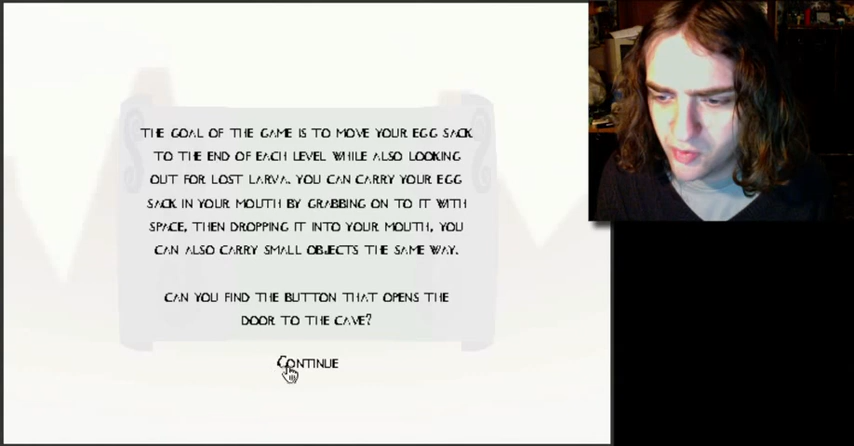 THE GOAL OF THE GAME IS TO MOVE YOUR EGG SACK
TO THE END OF EACH LEVEL WHILE ALSO LOOKING
OUT FOR LOST LARVA. YOU CAN CARRY YOUR EGG
SACK IN YOUR MOUTH BY GRABBING ON TO IT WITH
SPACE, THEN DROPPING IT INTO YOUR MOUTH, YOU
CAN ALSO CARRY SMALL OBJECTS THE SAME WAY.
CAN YOU FIND THE BUTTON THAT OPENS THE
DOOR TO THE CAVE?
CONTINUE